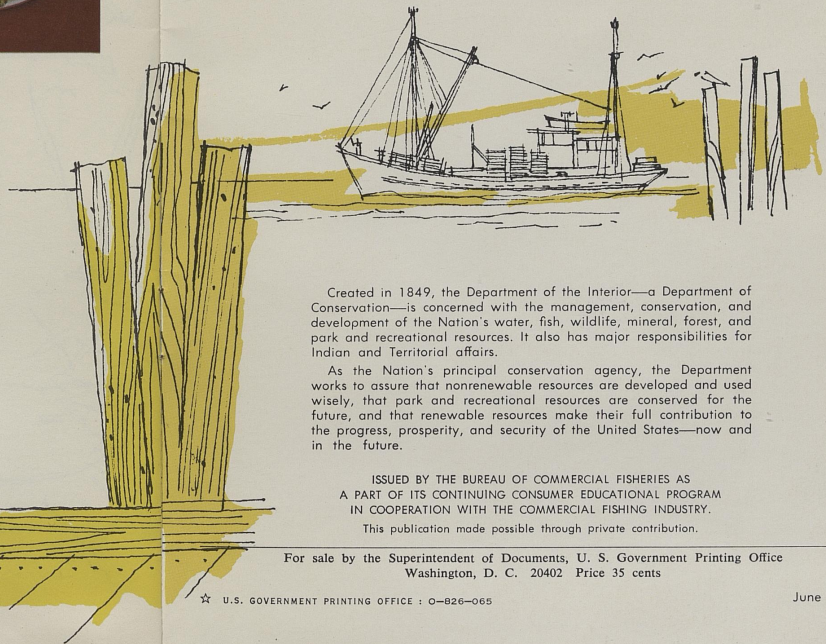 Created in 1849, the Department of the Interior—a Department of
Conservation—is concerned with the management, conservation, and
development of the Nation's water, fish, wildlife, mineral, forest, and
park and recreational resources. It also has major responsibilities for
Indian and Territorial affairs.
As the Nation's principal conservation agency, the Department
works to assure that nonrenewable resources are developed and used
wisely, that park and recreational resources are conserved for the
future, and that renewable resources make their full contribution to
the progress, prosperity, and security of the United States—now and
in the future.
ISSUED BY THE BUREAU OF COMMERCIAL FISHERIES AS
A PART OF ITS CONTINUING CONSUMER EDUCATIONAL PROGRAM
IN COOPERATION WITH THE COMMERCIAL FISHING INDUSTRY.
This publication made possible through private contribution.
For sale by the Superintendent of Documents, U. S. Government Printing Office
Washington, D. C. 20402 Price 35 cents
☆ U.S. GOVERNMENT PRINTING OFFICE : O—826-065
June